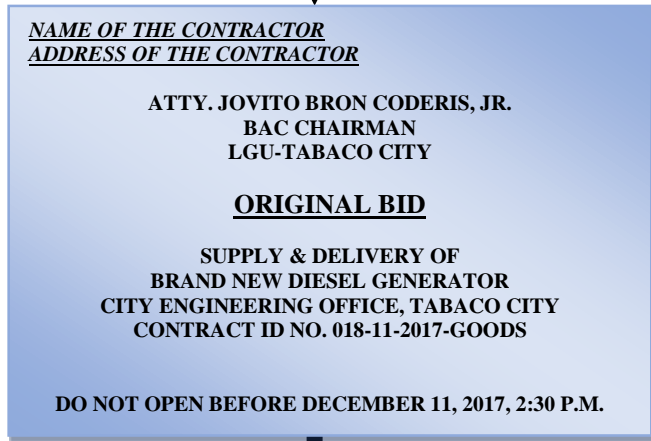 NAME OF THE CONTRACTOR
ADDRESS OF THE CONTRACTOR
ATTY. JOVITO BRON CODERIS, JR.
BAC CHAIRMAN
LGU-TABACO CITY
ORIGINAL BID
SUPPLY & DELIVERY OF
BRAND NEW DIESEL GENERATOR
CITY ENGINEERING OFFICE, TABACO CITY
CONTRACT ID NO. 018-11-2017-GOODS
DO NOT OPEN BEFORE DECEMBER 11, 2017, 2:30 P.M.